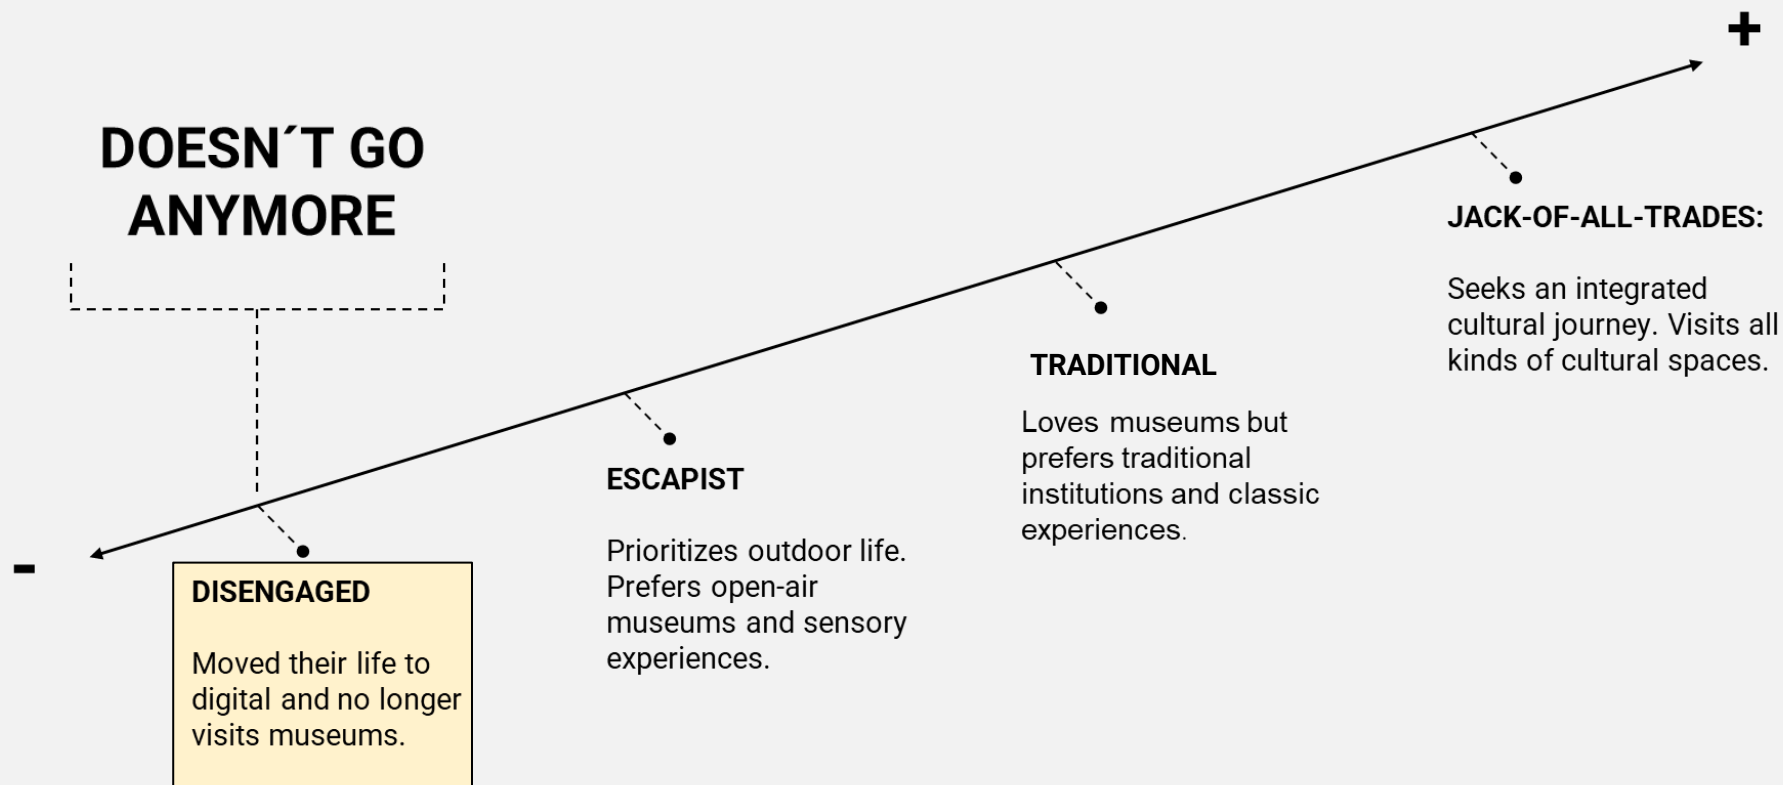 +
DOESN´T GO
ANYMORE
JACK-OF-ALL-TRADES:
Seeks an integrated
cultural journey. Visits all
kinds of cultural spaces.
TRADITIONAL
Loves museums but
prefers traditional
institutions and classic
experiences.
ESCAPIST
Prioritizes outdoor life.
Prefers open-air
museums and sensory
experiences.
-
DISENGAGED
Moved their life to
digital and no longer
visits museums.